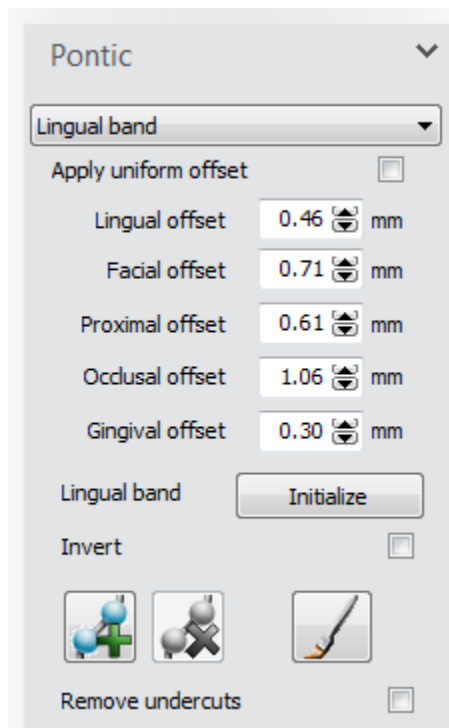 Pontic
Lingual band
Apply uniform offset
Lingual offset 0.46 mm
Facial offset 0.71 mm
Proximal offset 0.61 mm
Occlusal offset 1.06 mm
Gingival offset 0.30 mm
Lingual band Initialize
Invert
Remove undercuts